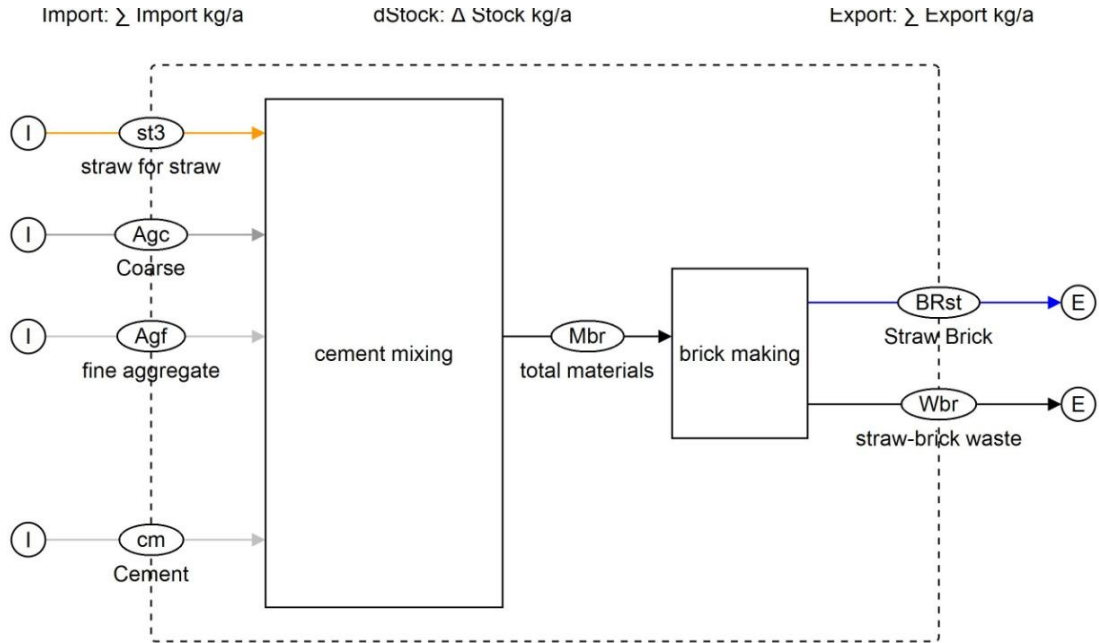 Import: ∑ Import kg/a
dStock: Δ Stock kg/a
Export: ∑ Export kg/a
I
st3
straw for straw
I
Agc
Coarse
I
Agf
fine aggregate
I
cm
Cement
cement mixing
Mbr
total materials
brick making
BRst
Straw Brick
E
Wbr
straw-brick waste
E